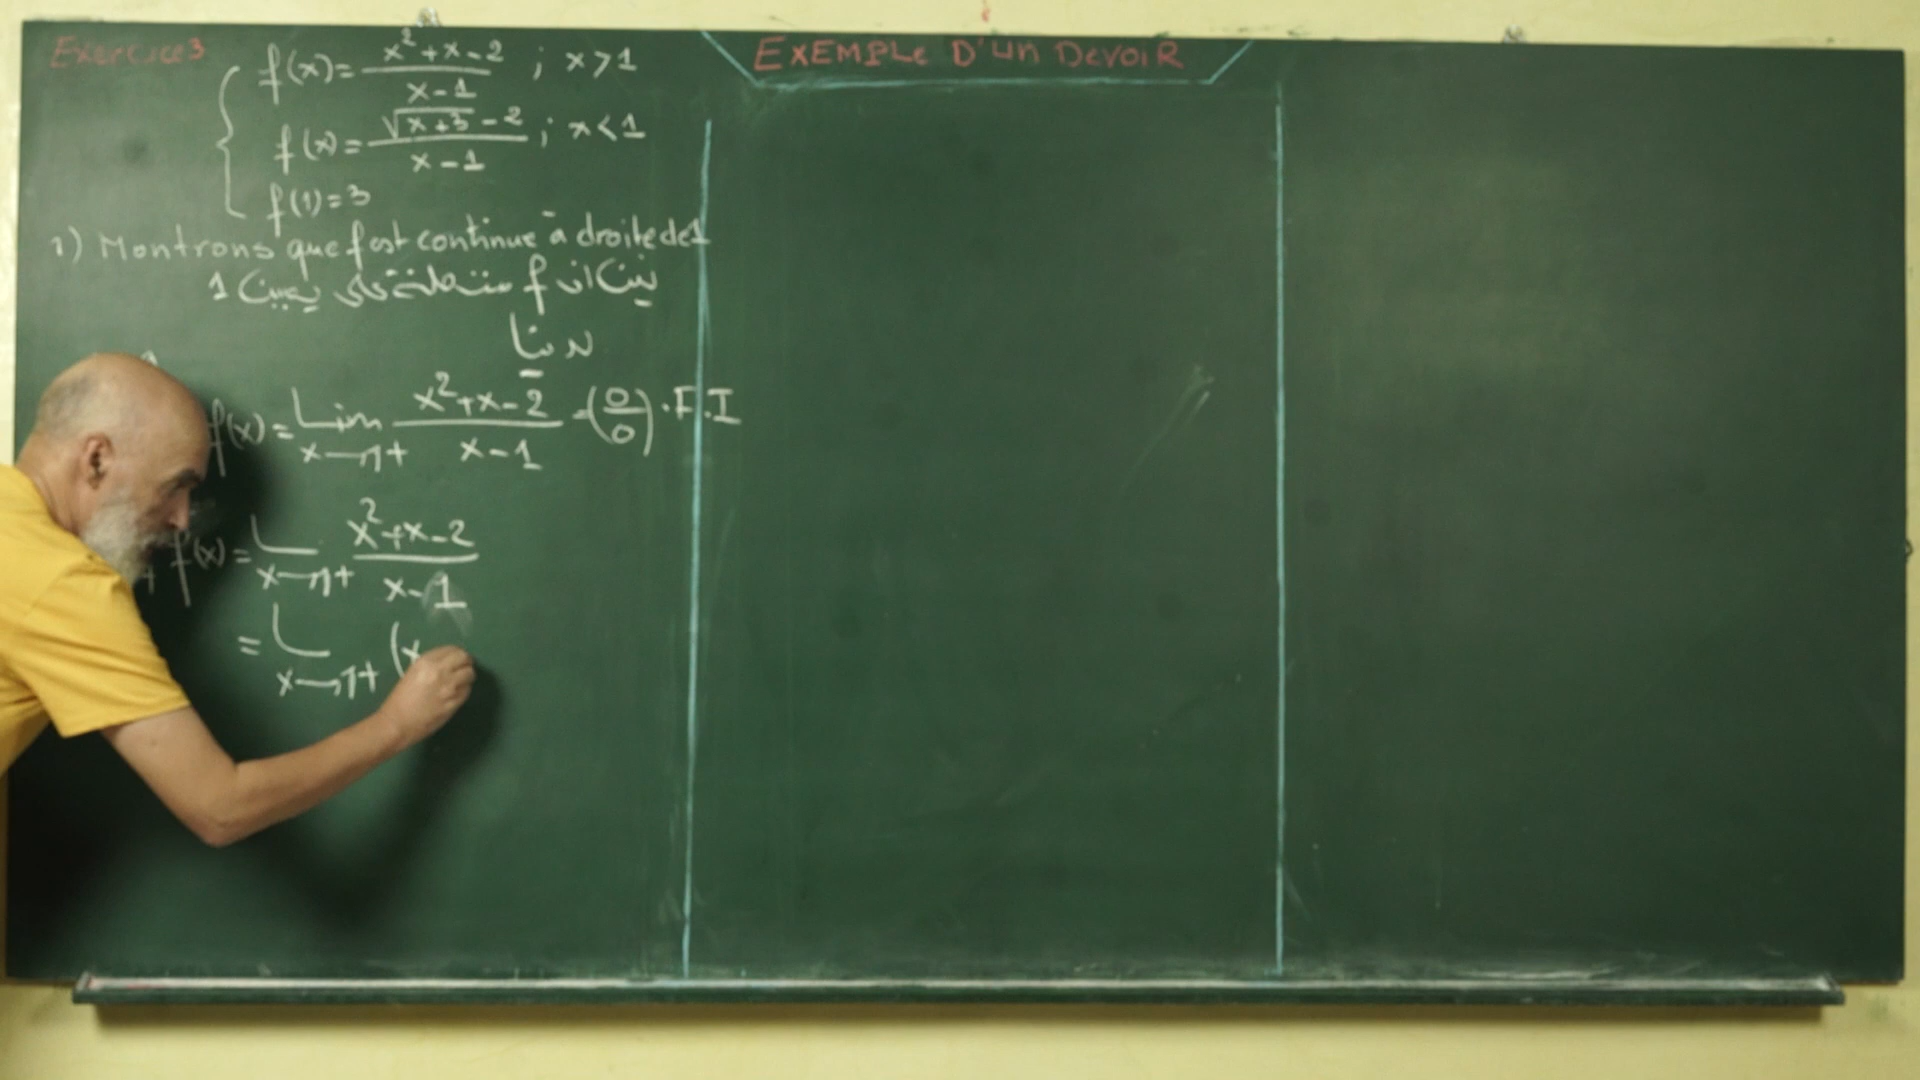 Exercice 3
EXEMPLE D'UN DEVOIR
f(x) = (x² + x - 2) / (x - 1) ; x > 1
f(x) = (√(x+3) - 2) / (x - 1) ; x < 1
f(1) = 3
1) Montrons que f est continue à droite de 1
نبين ان f متصلة على يمين 1
لدينا
f(x) = Lim x→1+ (x² + x - 2) / (x - 1) = (0/0) . F.I
f(x) = L x→1+ (x² + x - 2) / (x - 1)
= L x→1+ (x